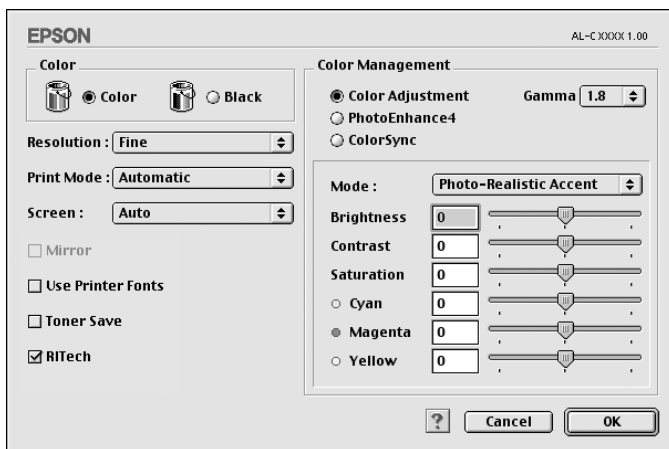 EPSON
AL-C XXXX 1.00
Color
Color
Black
Resolution : Fine
Print Mode : Automatic
Screen : Auto
Mirror
Use Printer Fonts
Toner Save
RITech
Color Management
Color Adjustment
Gamma 1.8
PhotoEnhance4
ColorSync
Mode : Photo-Realistic Accent
Brightness 0
Contrast 0
Saturation 0
Cyan 0
Magenta 0
Yellow 0
? Cancel OK